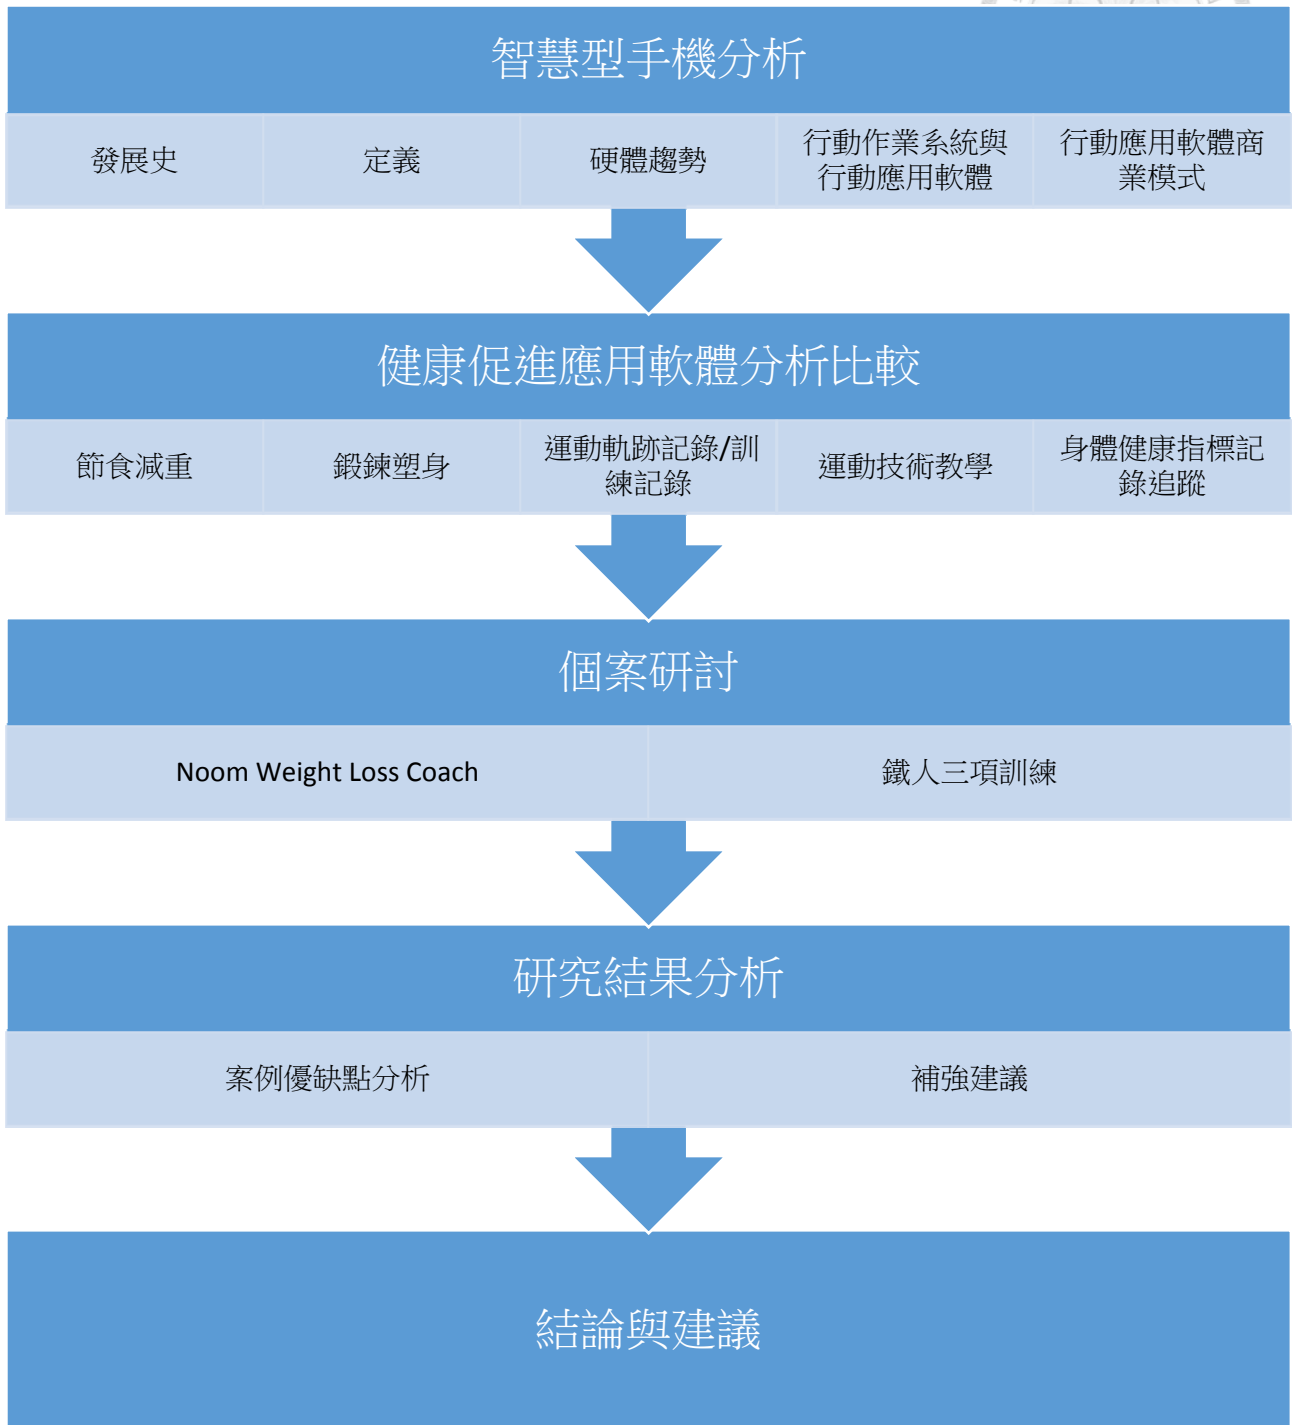 智慧型手機分析
發展史
定義
硬體趨勢
行動作業系統與
行動應用軟體
行動應用軟體商
業模式
健康促進應用軟體分析比較
節食減重
鍛鍊塑身
運動軌跡記錄/訓
練記錄
運動技術教學
身體健康指標記
錄追蹤
個案研討
Noom Weight Loss Coach
鐵人三項訓練
研究結果分析
案例優缺點分析
補強建議
結論與建議